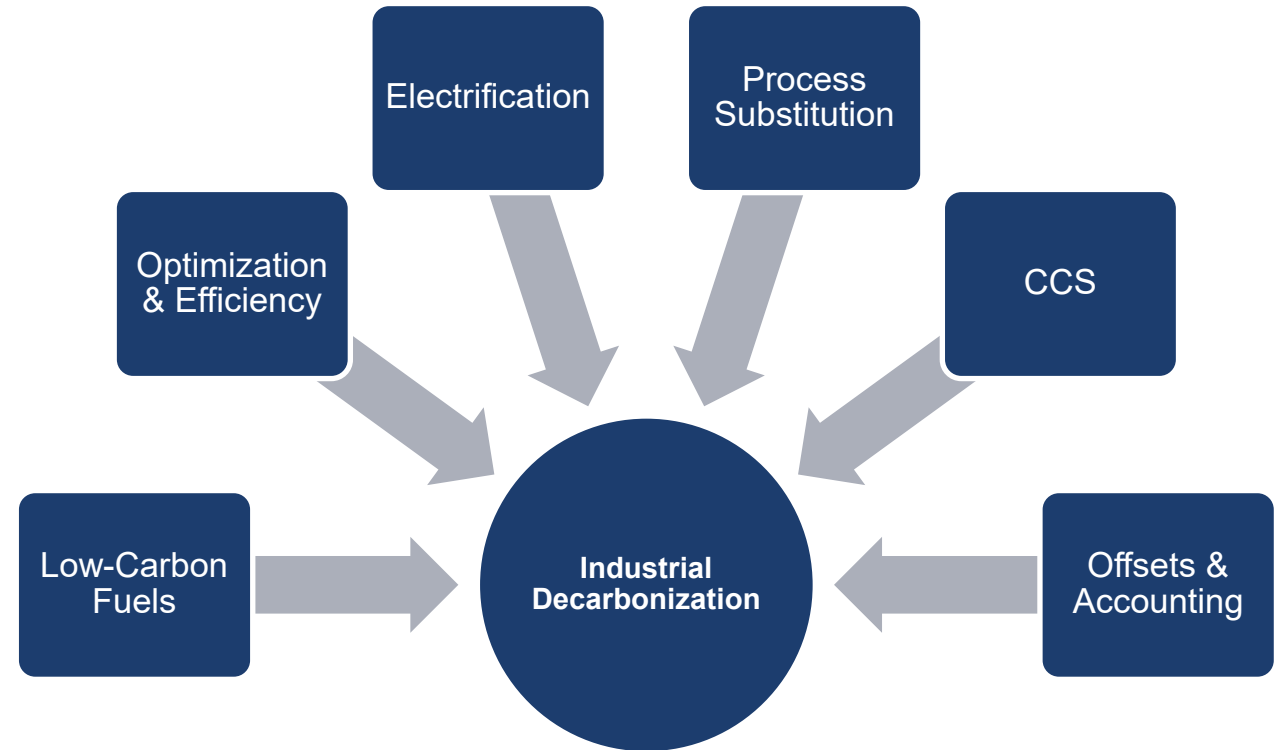 Electrification
Process
Substitution
Optimization
& Efficiency
CCS
Low-Carbon
Fuels
Industrial
Decarbonization
Offsets &
Accounting